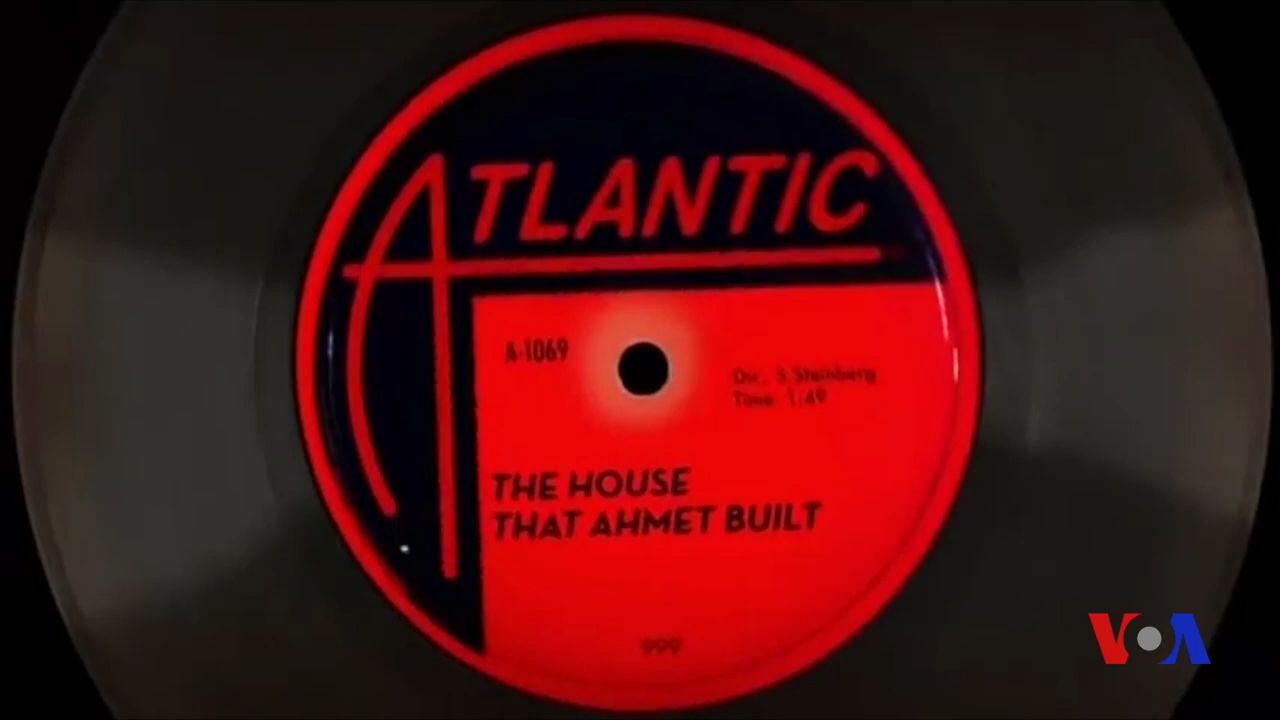 ATLANTIC
A-1069
Dir. S Steinberg
Time 1:49
THE HOUSE
THAT AHMET BUILT
999
VOA